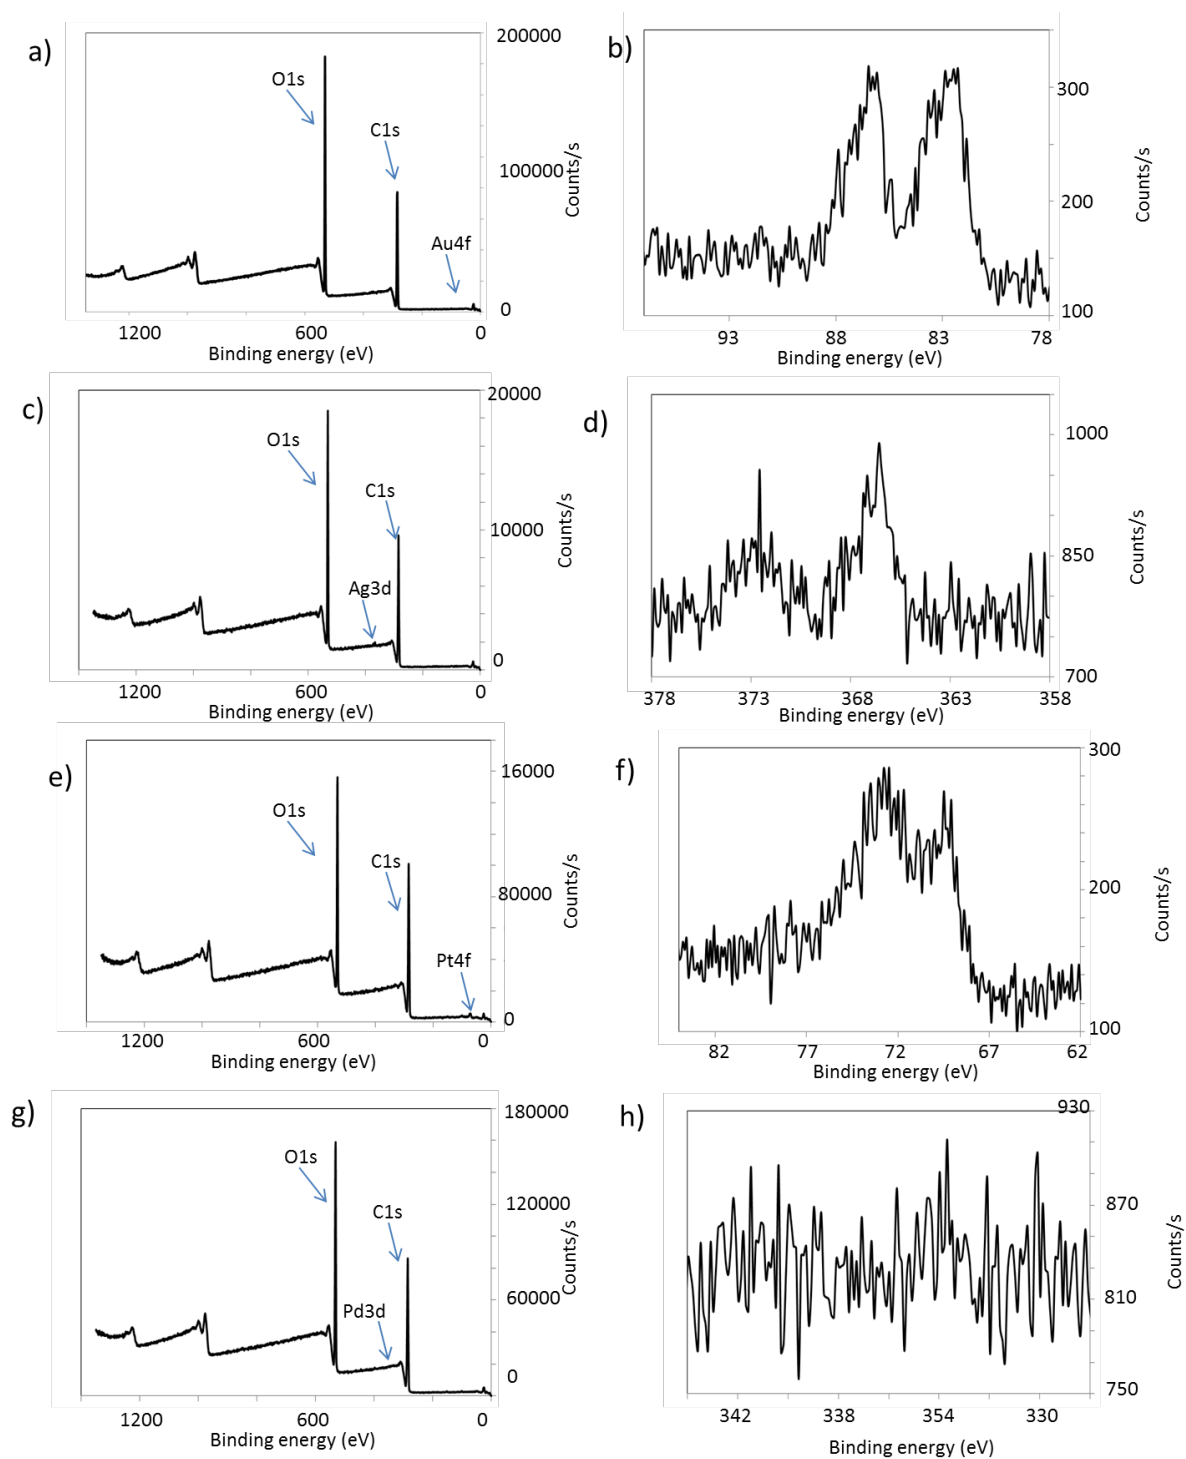 a)
200000
O1s
C1s
100000
Counts/s
Au4f
0
1200
600
0
Binding energy (eV)
b)
300
Counts/s
200
100
93
88
83
78
Binding energy (eV)
c)
20000
O1s
C1s
10000
Counts/s
Ag3d
0
1200
600
0
Binding energy (eV)
d)
1000
Counts/s
850
700
378
373
368
363
358
Binding energy (eV)
e)
16000
O1s
C1s
80000
Counts/s
Pt4f
0
1200
600
0
Binding energy (eV)
f)
300
Counts/s
200
100
82
77
72
67
62
Binding energy (eV)
g)
180000
O1s
C1s
120000
Counts/s
Pd3d
60000
0
1200
600
0
Binding energy (eV)
h)
930
870
Counts/s
810
750
342
338
354
330
Binding energy (eV)